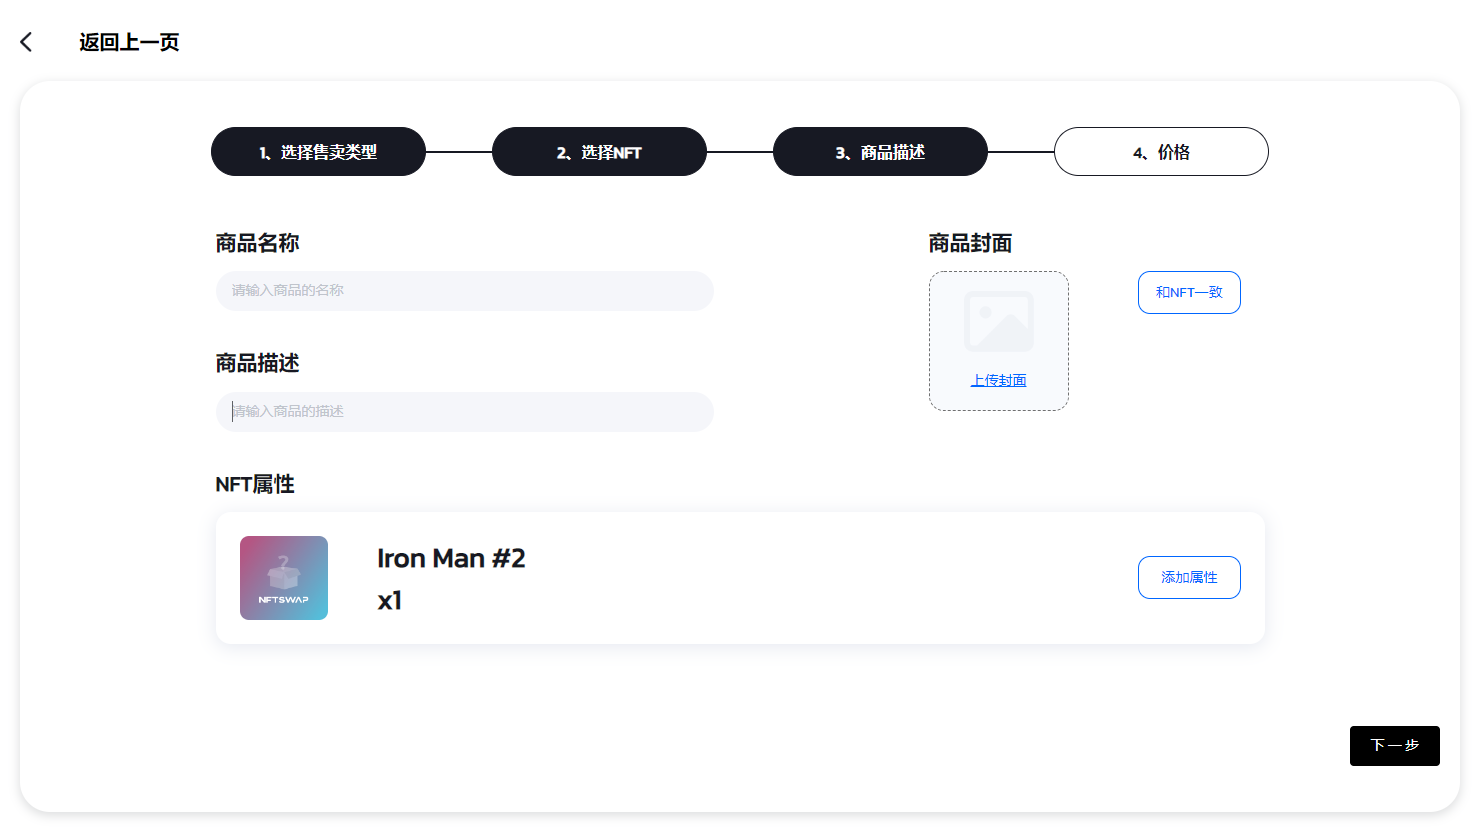 返回上一页
1、选择售卖类型
2、选择NFT
3、商品描述
4、价格
商品名称
请输入商品的名称
商品封面
上传封面
和NFT一致
商品描述
请输入商品的描述
NFT属性
NFTSWAP
Iron Man #2
x1
添加属性
下一步